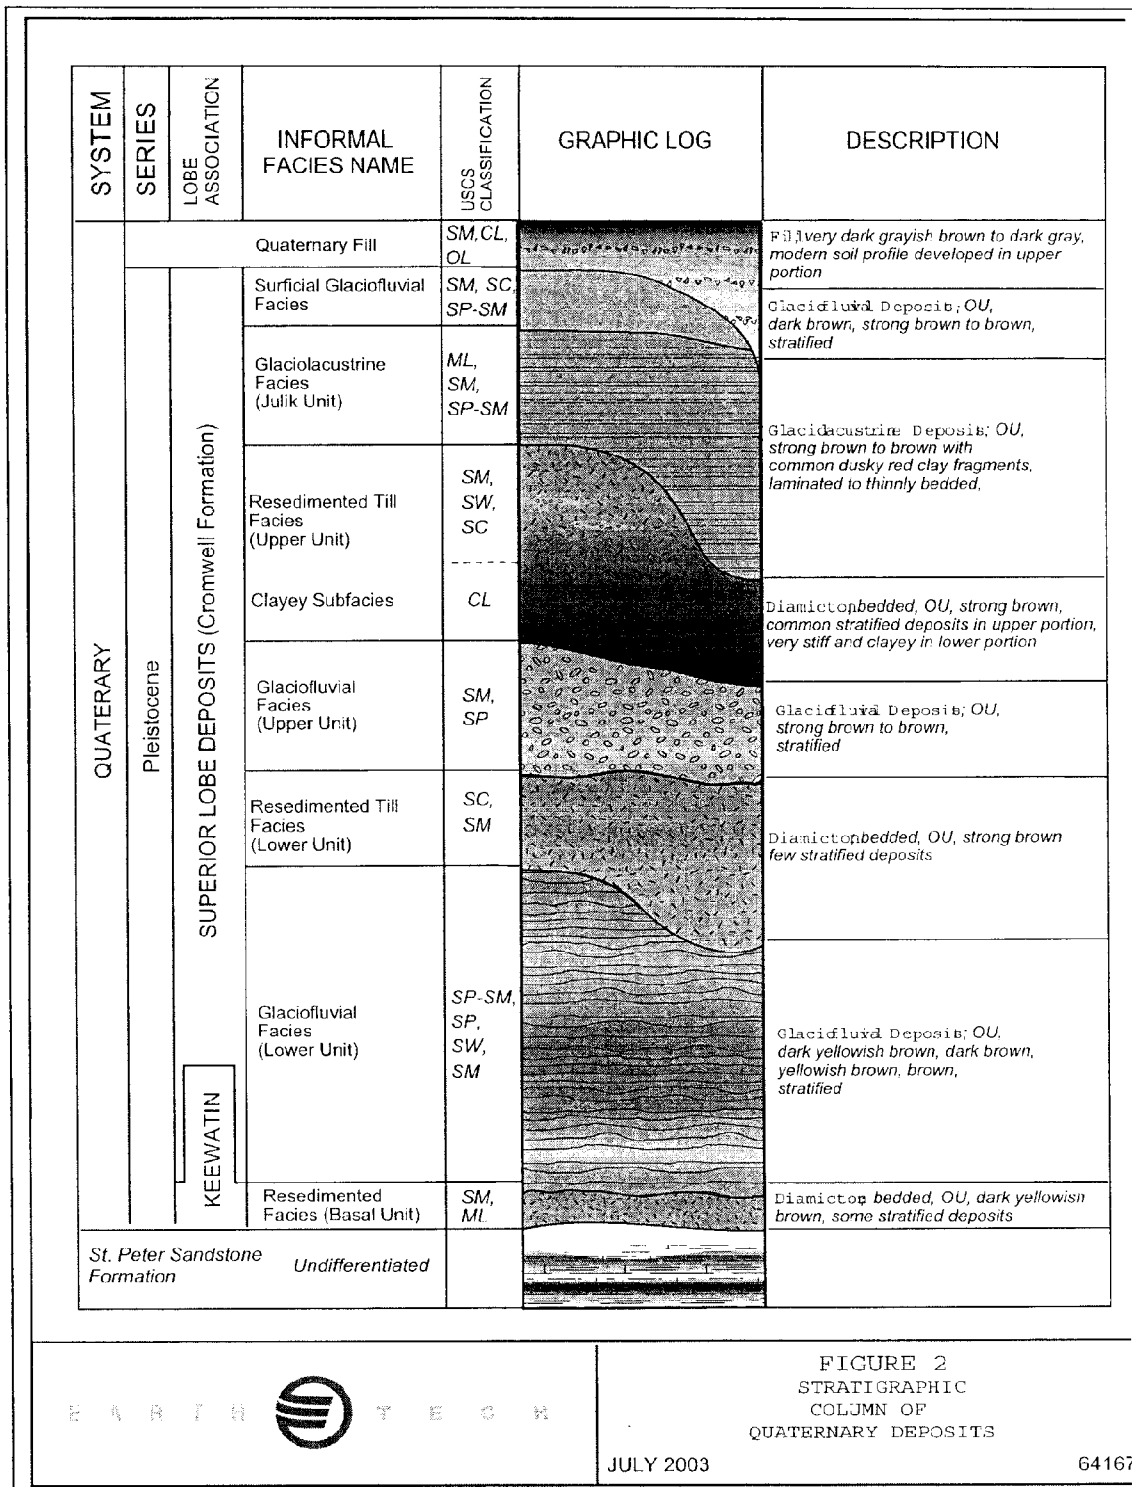 SYSTEM
SERIES
LOBE
ASSOCIATION
INFORMAL
FACIES NAME
USCS
CLASSIFICATION
GRAPHIC LOG
DESCRIPTION
QUATERARY
Pleistocene
SUPERIOR LOBE DEPOSITS (Cromwell Formation)
KEEWATIN
Quaternary Fill
SM, CL,
OL
Fill, very dark grayish brown to dark gray,
modern soil profile developed in upper
portion
Surficial Glaciofluvial
Facies
SM, SC,
SP-SM
Glaciofluvial Deposits; OU,
dark brown, strong brown to brown,
stratified
Glaciolacustrine
Facies
(Julik Unit)
ML,
SM,
SP-SM
Glaciolacustrine Deposits; OU,
strong brown to brown with
common dusky red clay fragments,
laminated to thinnly bedded,
Resedimented Till
Facies
(Upper Unit)
SM,
SW,
SC
Clayey Subfacies
CL
Diamicton, bedded, OU, strong brown,
common stratified deposits in upper portion,
very stiff and clayey in lower portion
Glaciofluvial
Facies
(Upper Unit)
SM,
SP
Glaciofluvial Deposits; OU,
strong brown to brown,
stratified
Resedimented Till
Facies
(Lower Unit)
SC,
SM
Diamicton, bedded, OU, strong brown
few stratified deposits
Glaciofluvial
Facies
(Lower Unit)
SP-SM,
SP,
SW,
SM
Glaciofluvial Deposits; OU,
dark yellowish brown, dark brown,
yellowish brown, brown,
stratified
Resedimented
Facies (Basal Unit)
SM,
ML
Diamicton, bedded, OU, dark yellowish
brown, some stratified deposits
St. Peter Sandstone
Formation
Undifferentiated
EARTH TECH
FIGURE 2
STRATIGRAPHIC
COLUMN OF
QUATERNARY DEPOSITS
JULY 2003
64167